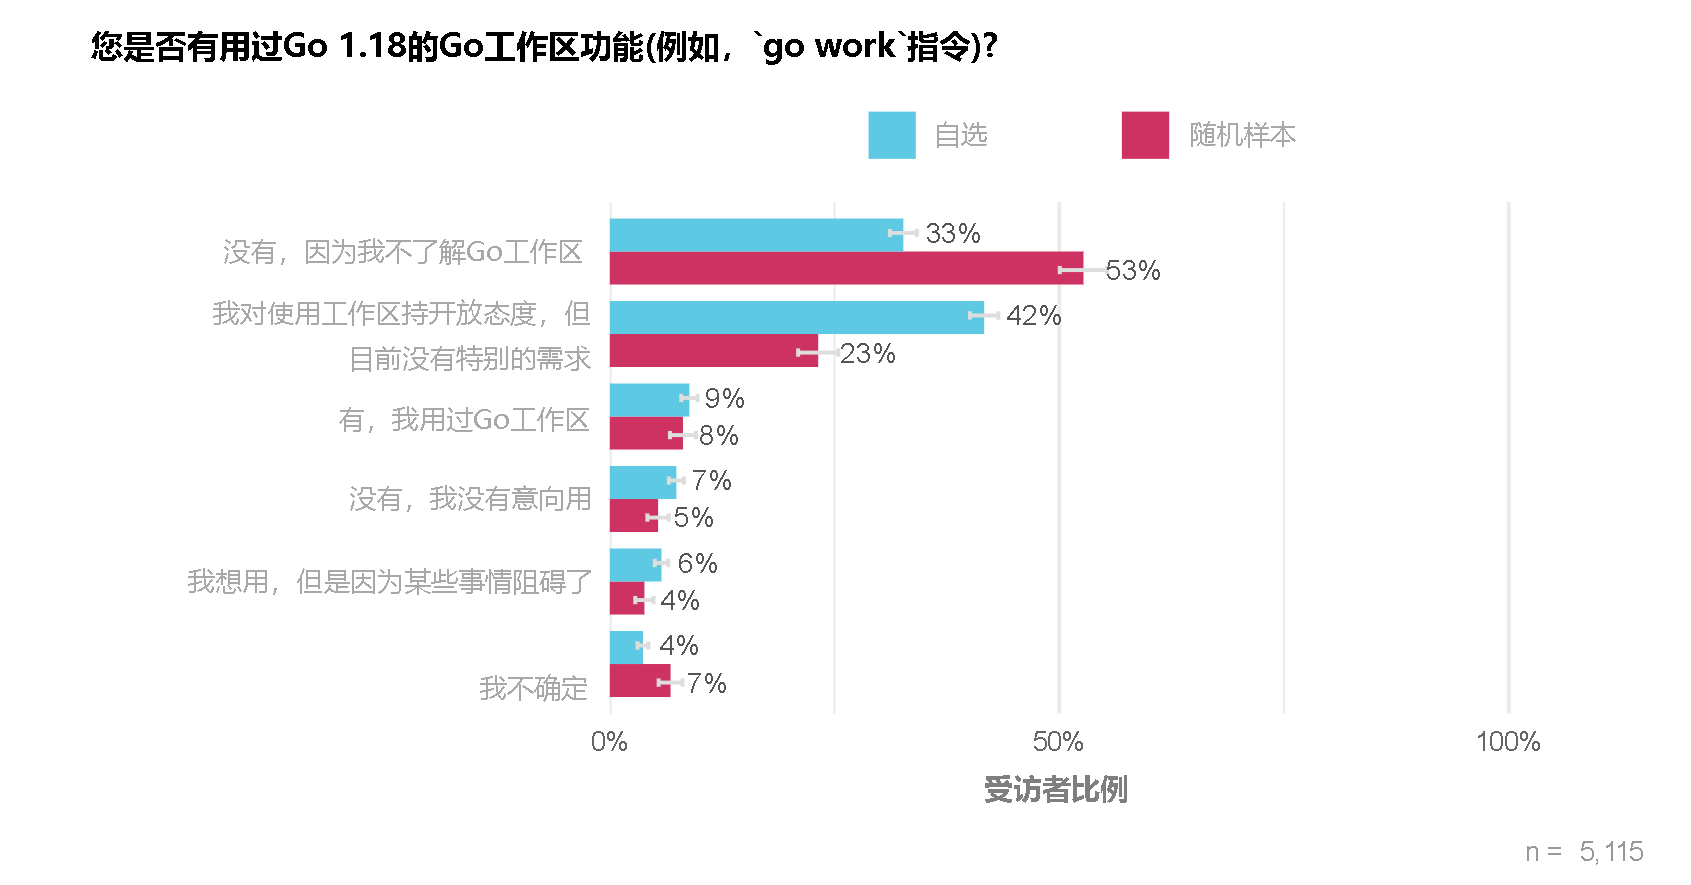 您是否有用过Go 1.18的Go工作区功能(例如，`go work`指令)?
自选
随机样本
没有，因为我不了解Go工作区
33%
53%
我对使用工作区持开放态度，但
目前没有特别的需求
42%
23%
有，我用过Go工作区
9%
8%
没有，我没有意向用
7%
5%
我想用，但是因为某些事情阻碍了
6%
4%
我不确定
4%
7%
0%
50%
100%
受访者比例
n = 5,115